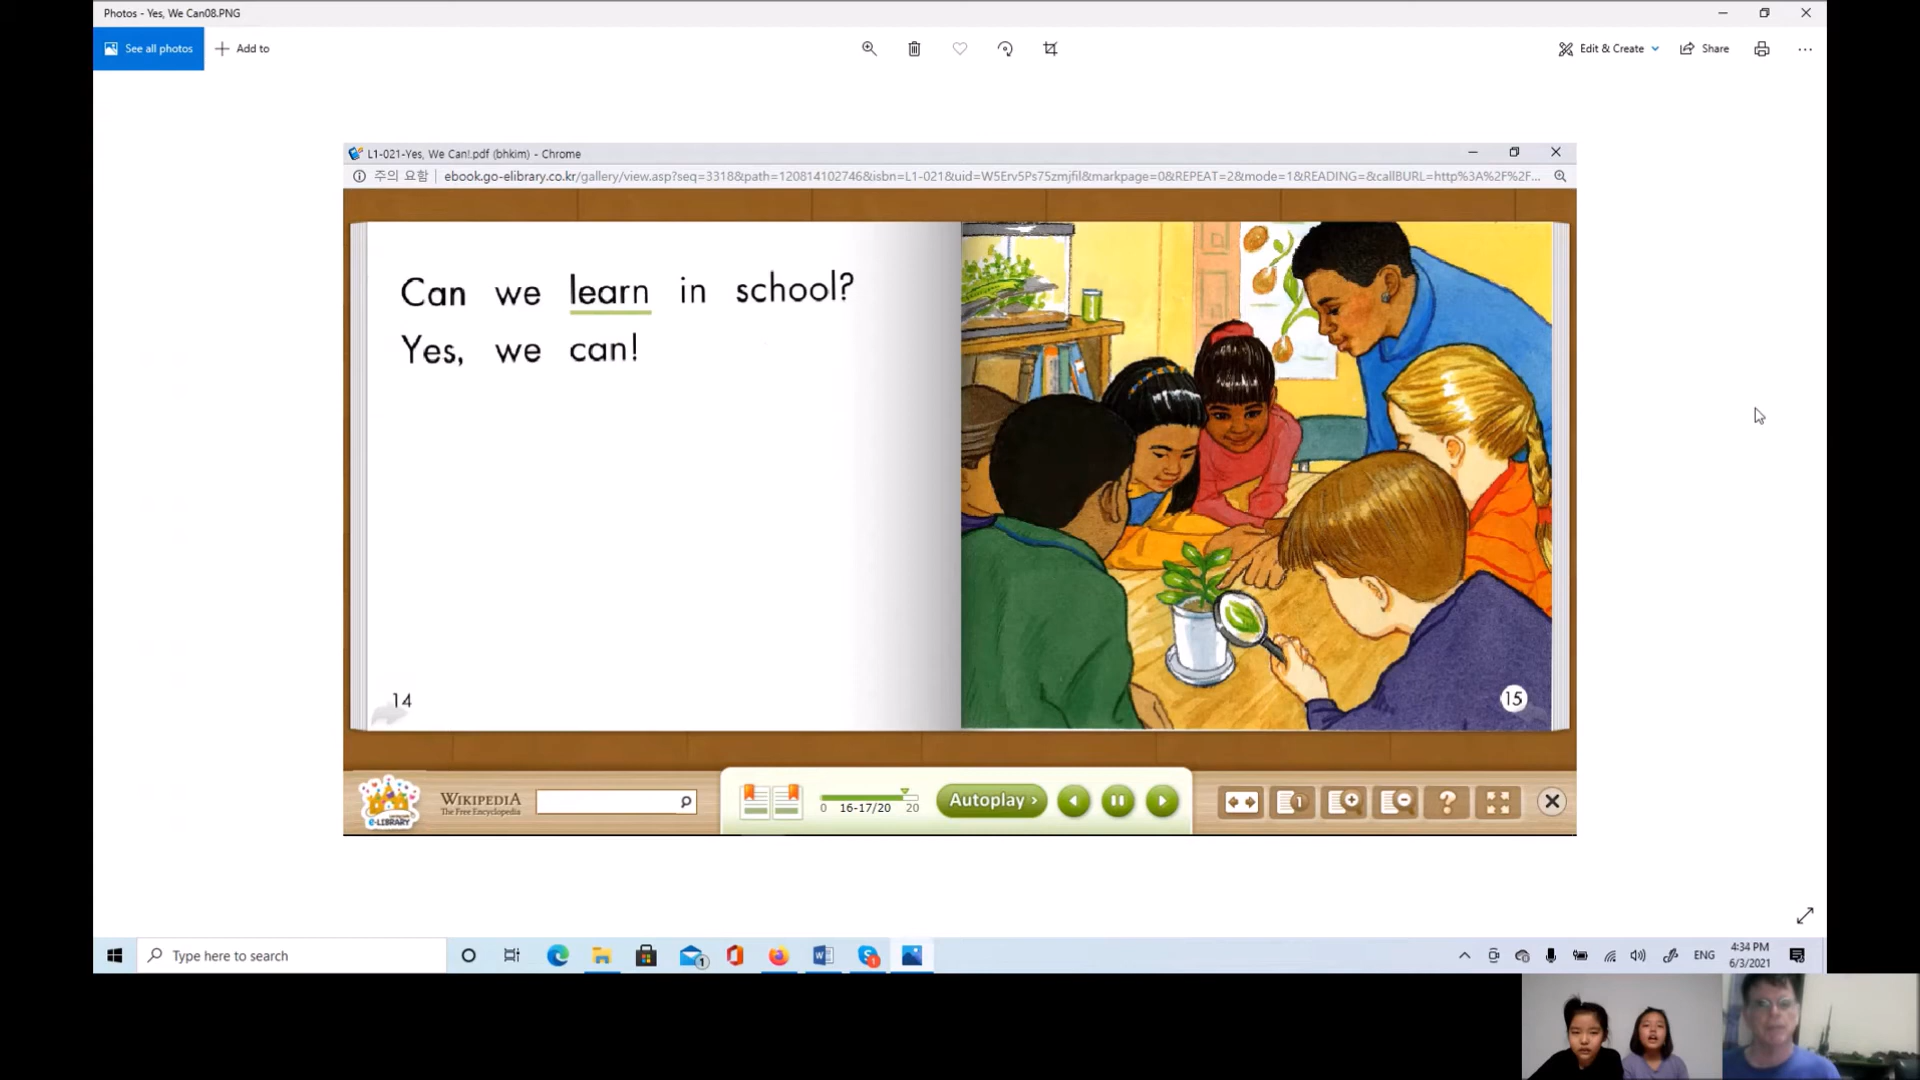 Photos - Yes, We Can08.PNG
See all photos
Add to
Edit & Create
Share
L1-021-Yes, We Can!.pdf (bhkim) - Chrome
주의 요함 | ebook.go-elibrary.co.kr/gallery/view.asp?seq=3318&path=120814102746&isbn=L1-021&uid=W5Erv5Ps75zmjfil&markpage=0&REPEAT=2&mode=1&READING=&callBURL=http%3A%2F%2F...
Can we learn in school?
Yes, we can!
14
15
e-LIBRARY
WIKIPEDIA
The Free Encyclopedia
0 16-17/20 20
Autoplay ›
1
?
Type here to search
1
ENG
4:34 PM
6/3/2021